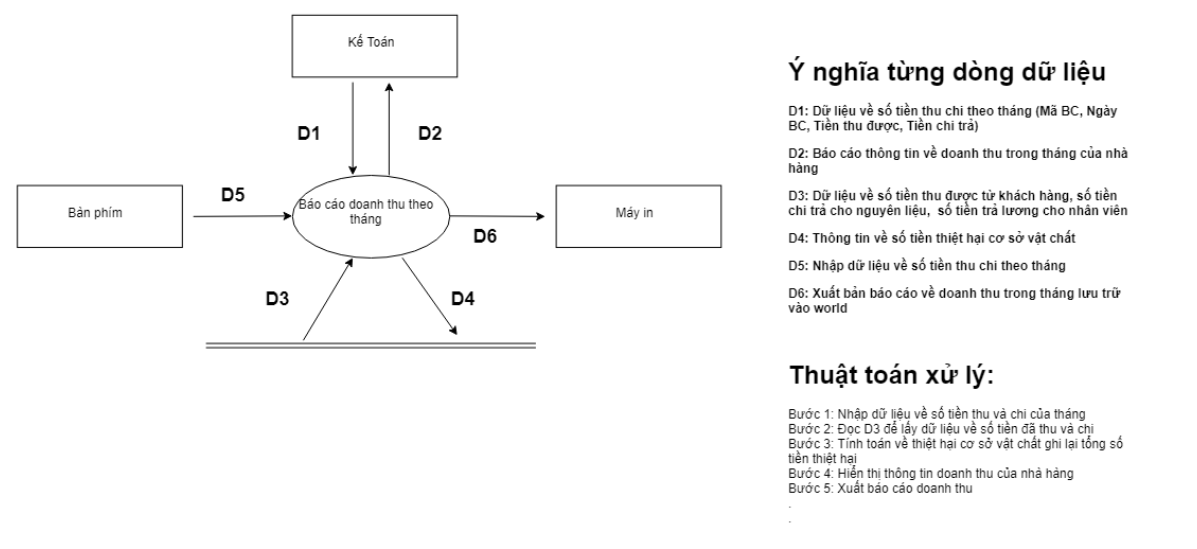 Kế Toán
D1
D2
Bàn phím
D5
Báo cáo doanh thu theo
tháng
D6
Máy in
D3
D4
Ý nghĩa từng dòng dữ liệu
D1: Dữ liệu về số tiền thu chi theo tháng (Mã BC, Ngày
BC, Tiền thu được, Tiền chi trả)
D2: Báo cáo thông tin về doanh thu trong tháng của nhà
hàng
D3: Dữ liệu về số tiền thu được từ khách hàng, số tiền
chi trả cho nguyên liệu, số tiền trả lương cho nhân viên
D4: Thông tin về số tiền thiệt hại cơ sở vật chất
D5: Nhập dữ liệu về số tiền thu chi theo tháng
D6: Xuất bản báo cáo về doanh thu trong tháng lưu trữ
vào world
Thuật toán xử lý:
Bước 1: Nhập dữ liệu về số tiền thu và chi của tháng
Bước 2: Đọc D3 để lấy dữ liệu về số tiền đã thu và chi
Bước 3: Tính toán về thiệt hại cơ sở vật chất ghi lại tổng số
tiền thiệt hại
Bước 4: Hiển thị thông tin doanh thu của nhà hàng
Bước 5: Xuất báo cáo doanh thu
.
.